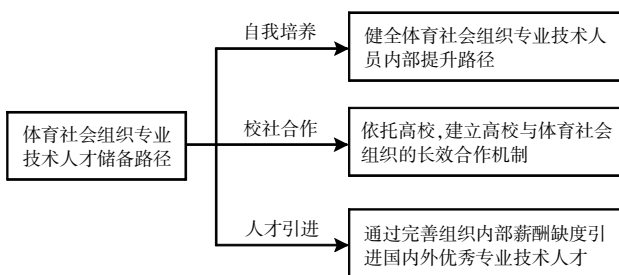 自我培养
健全体育社会组织专业技术人
员内部提升路径
体育社会组织专业
技术人才储备路径
校社合作
依托高校,建立高校与体育社会
组织的长效合作机制
人才引进
通过完善组织内部薪酬缺度引
进国内外优秀专业技术人才